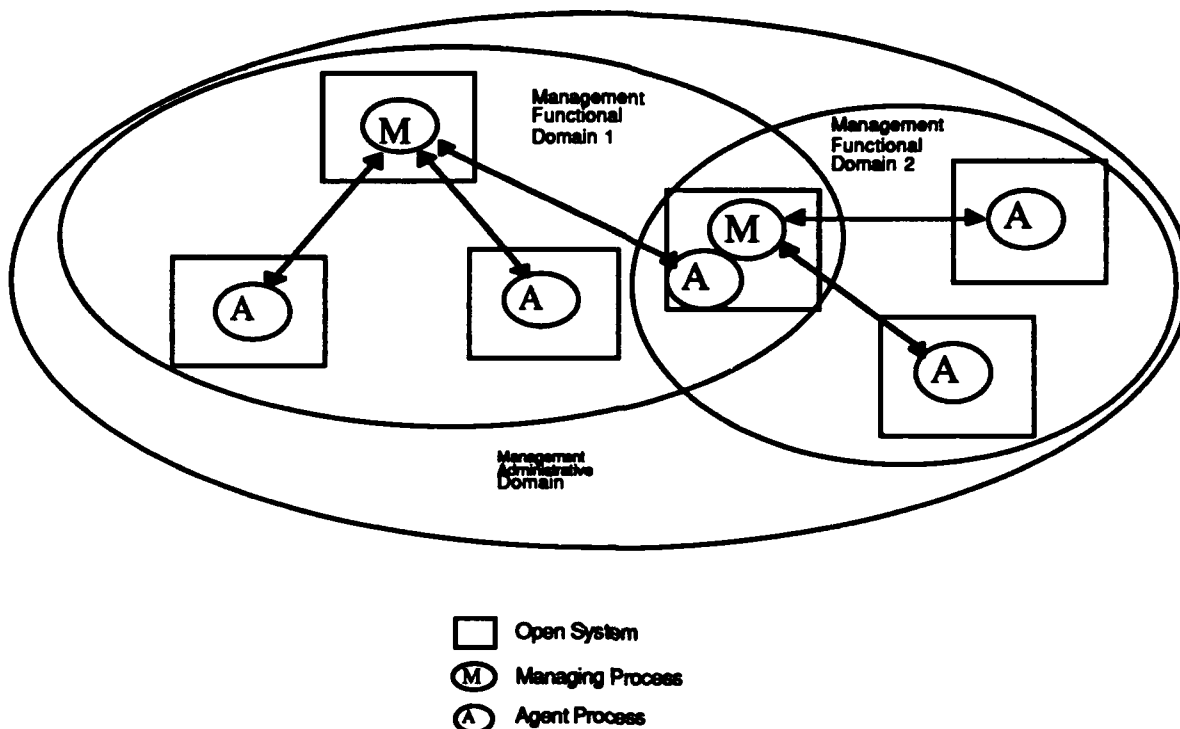 Management
Functional
Domain 1
M
Management
Functional
Domain 2
A
M
A
A
A
A
Management
Administrative
Domain
Open System
M Managing Process
A Agent Process